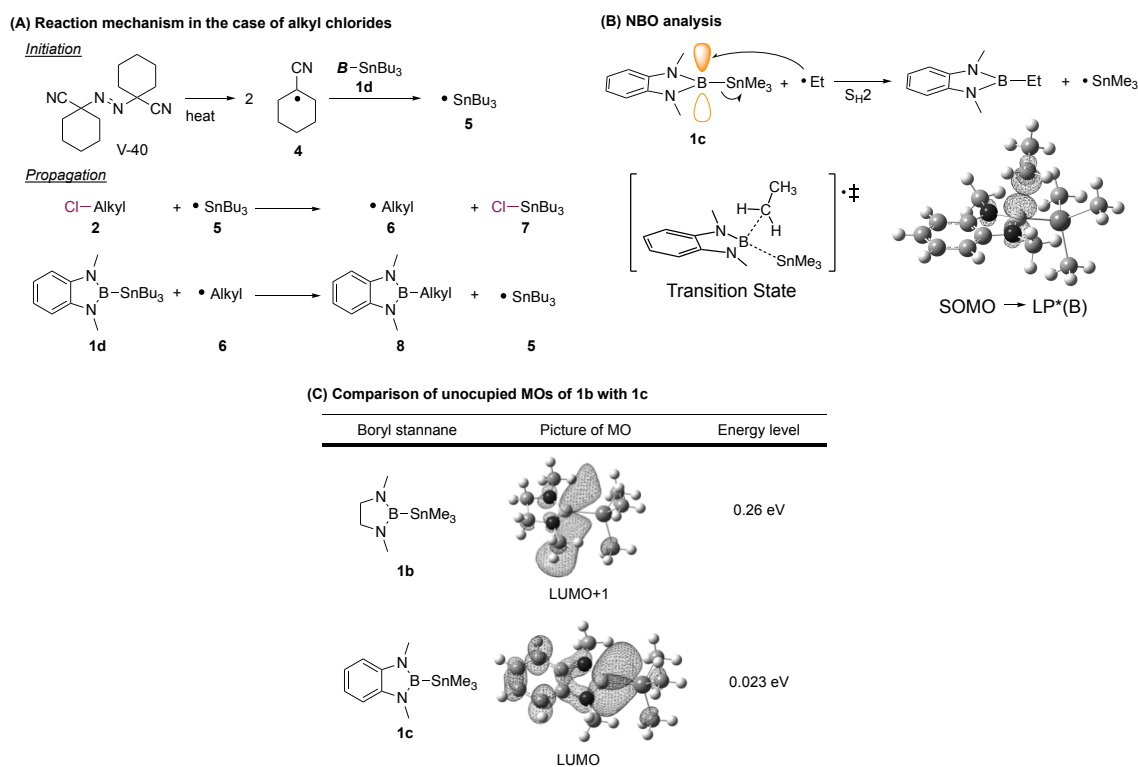 (A) Reaction mechanism in the case of alkyl chlorides
Initiation
NC
N
N
CN
V-40
heat
2
CN
4
B–SnBu3
1d
• SnBu3
5
Propagation
Cl–Alkyl
2
+
• SnBu3
5
• Alkyl
6
+
Cl–SnBu3
7
N
B–SnBu3
N
1d
+
• Alkyl
6
N
B–Alkyl
N
8
+
• SnBu3
5
(B) NBO analysis
N
B–SnMe3
N
1c
+
• Et
SH2
N
B–Et
N
+
• SnMe3
CH3
H
C
H
N
B
N
SnMe3
•‡
Transition State
SOMO → LP*(B)
(C) Comparison of unocupied MOs of 1b with 1c
Boryl stannane Picture of MO Energy level
N
B–SnMe3
N
1b
LUMO+1
0.26 eV
N
B–SnMe3
N
1c
LUMO
0.023 eV